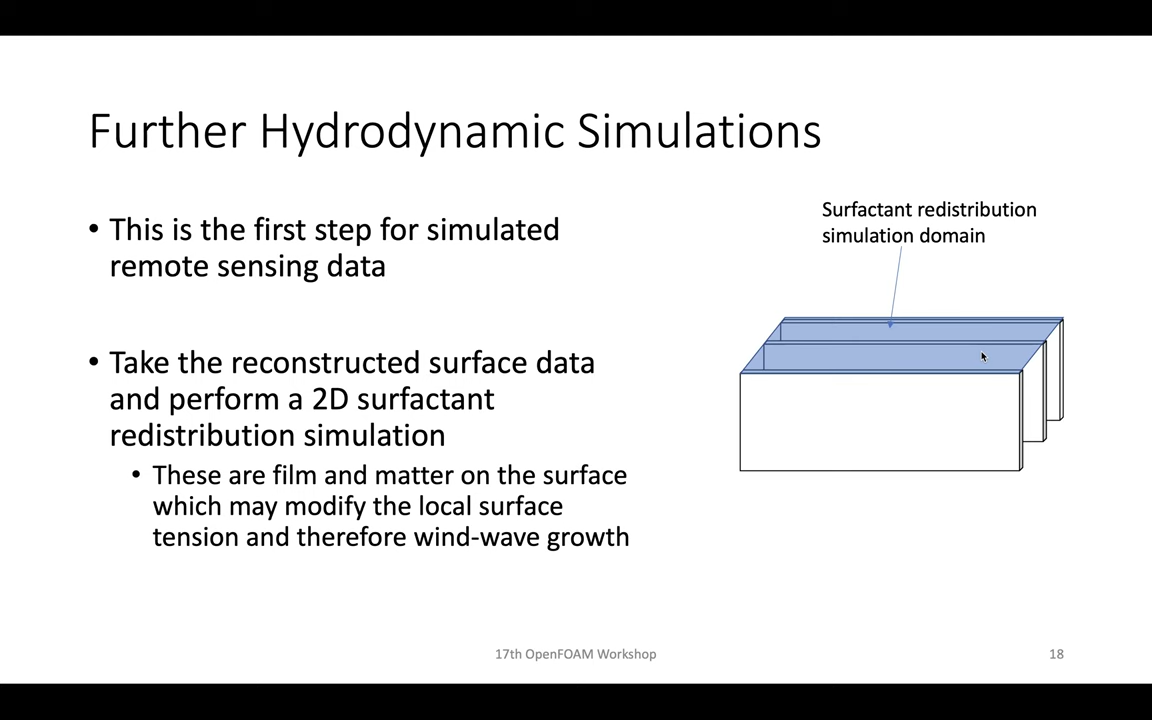 Further Hydrodynamic Simulations
• This is the first step for simulated
remote sensing data
• Take the reconstructed surface data
and perform a 2D surfactant
redistribution simulation
• These are film and matter on the surface
which may modify the local surface
tension and therefore wind-wave growth
Surfactant redistribution
simulation domain
17th OpenFOAM Workshop
18